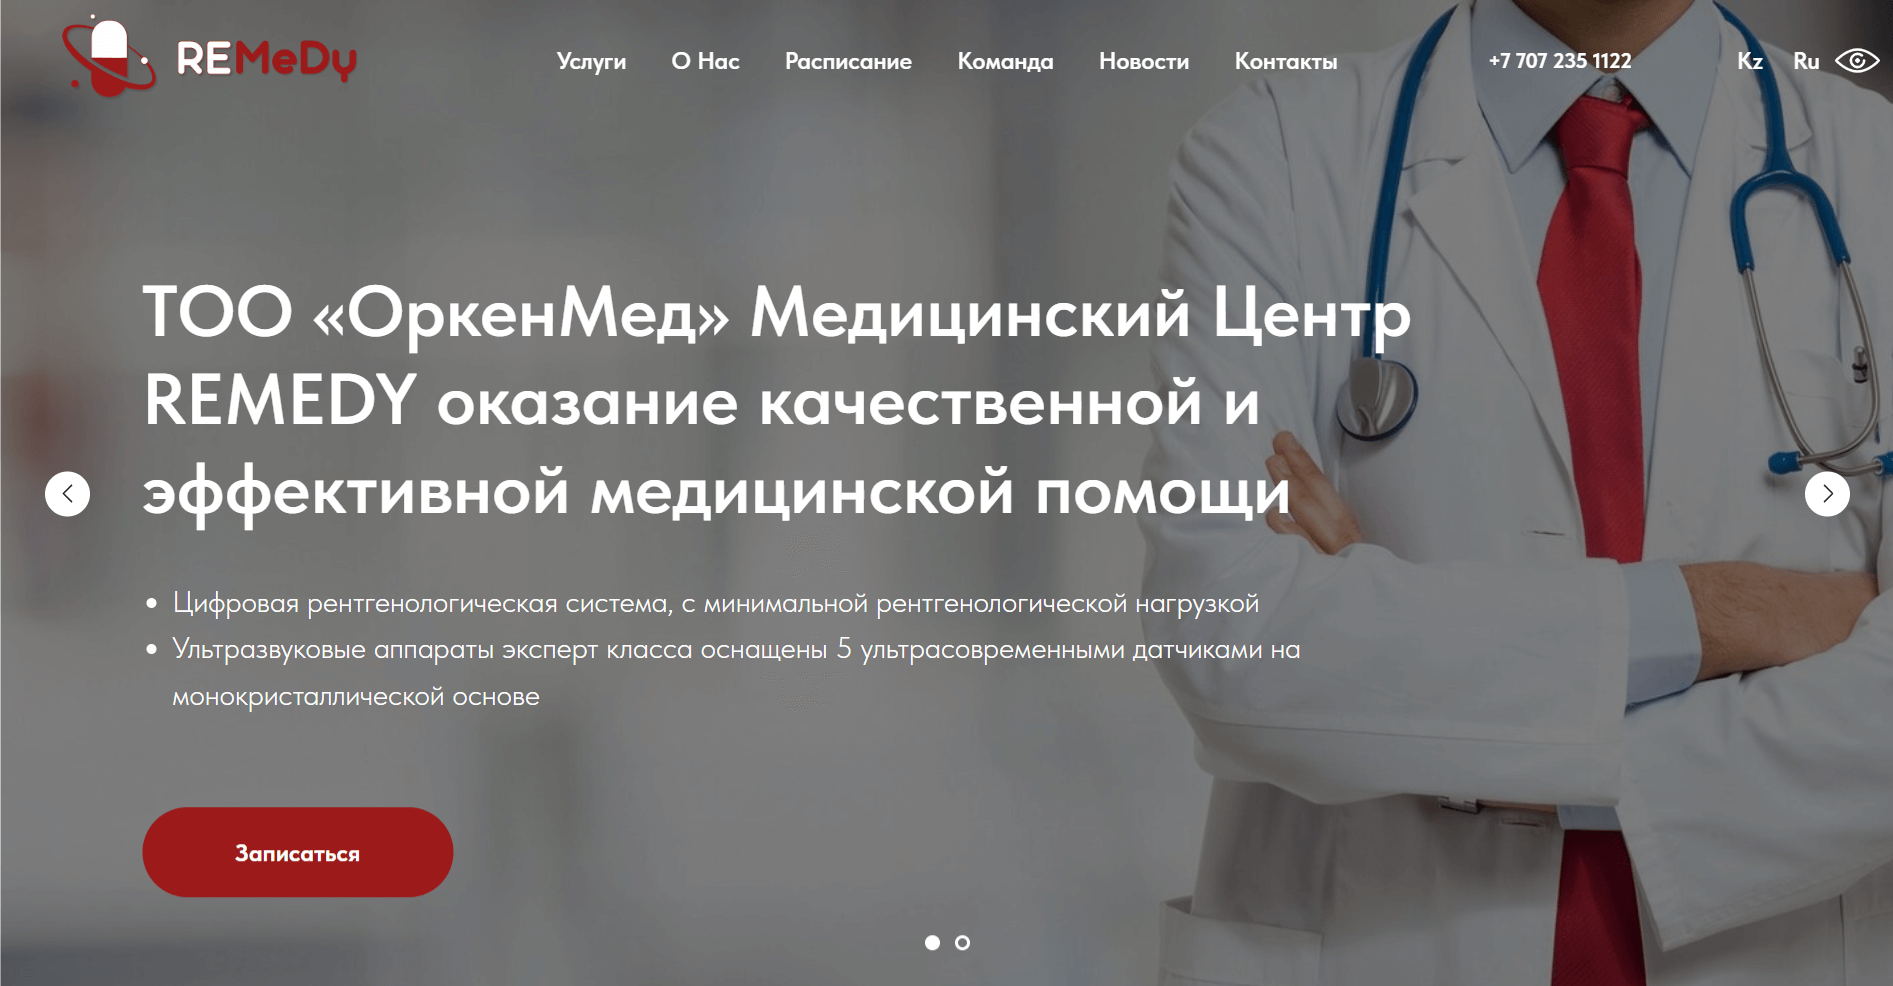 REMeDy
Услуги
О Нас
Расписание
Команда
Новости
Контакты
+7 707 235 1122
Kz
Ru
ТОО «ОркенМед» Медицинский Центр
REMEDY оказание качественной и
эффективной медицинской помощи
Цифровая рентгенологическая система, с минимальной рентгенологической нагрузкой
Ультразвуковые аппараты эксперт класса оснащены 5 ультрасовременными датчиками на
монокристаллической основе
Записаться